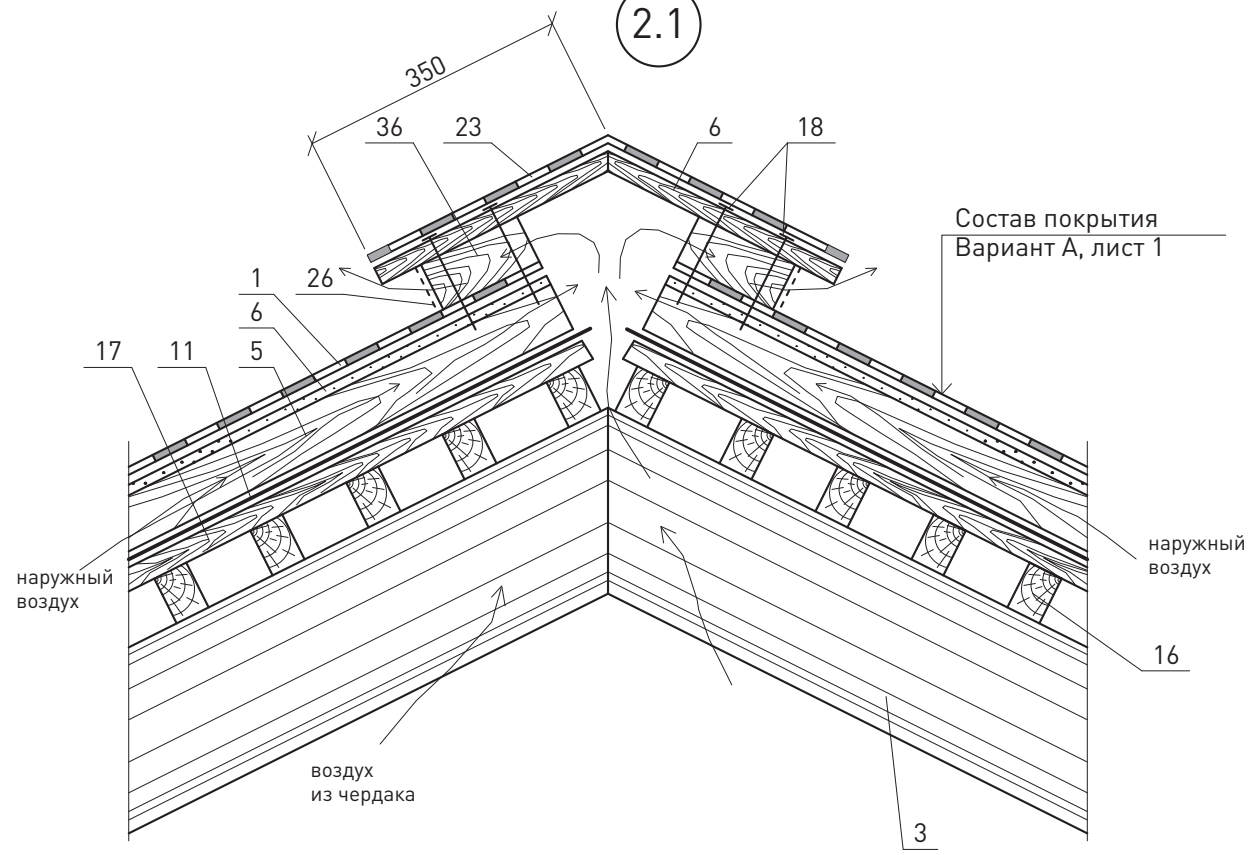 2.1
350
36
23
6
18
Состав покрытия
Вариант А, лист 1
1
26
6
17
11
5
наружный
воздух
наружный
воздух
16
воздух
из чердака
3